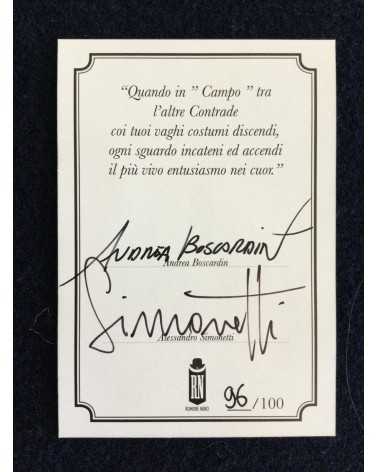 “Quando in ” Campo ” tra
l'altre Contrade
coi tuoi vaghi costumi discendi,
ogni sguardo incateni ed accendi
il più vivo entusiasmo nei cuor.”
ANDREA BOSCARDIN
Andrea Boscardin
Simonetti
Alessandro Simonetti
RN
96/100